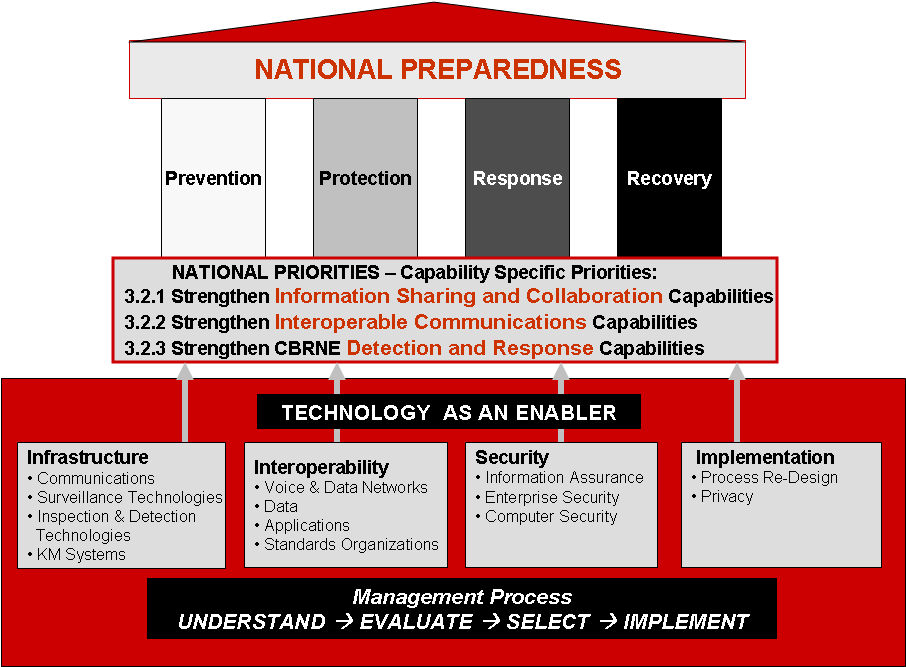 NATIONAL PREPAREDNESS
Prevention
Protection
Response
Recovery
NATIONAL PRIORITIES – Capability Specific Priorities:
3.2.1 Strengthen Information Sharing and Collaboration Capabilities
3.2.2 Strengthen Interoperable Communications Capabilities
3.2.3 Strengthen CBRNE Detection and Response Capabilities
TECHNOLOGY AS AN ENABLER
Infrastructure
• Communications
• Surveillance Technologies
• Inspection & Detection
Technologies
• KM Systems
Interoperability
• Voice & Data Networks
• Data
• Applications
• Standards Organizations
Security
• Information Assurance
• Enterprise Security
• Computer Security
Implementation
• Process Re-Design
• Privacy
Management Process
UNDERSTAND → EVALUATE → SELECT → IMPLEMENT